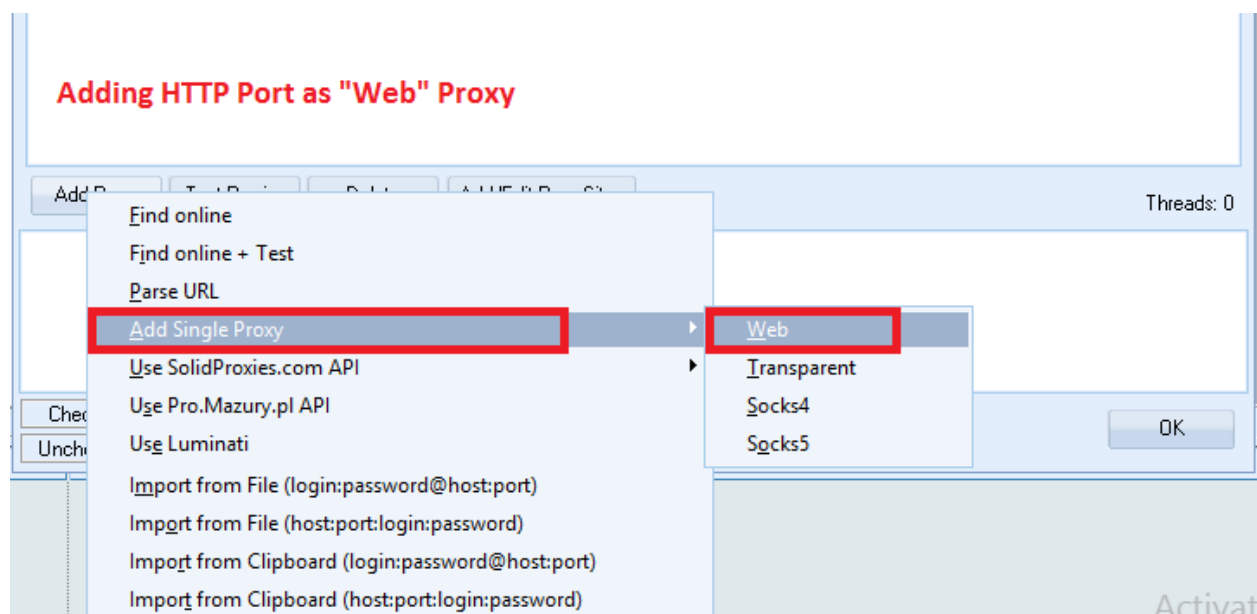 Adding HTTP Port as "Web" Proxy
Add
Threads: 0
Find online
Find online + Test
Parse URL
Add Single Proxy
Web
Use SolidProxies.com API
Transparent
Use Pro.Mazury.pl API
Socks4
Use Luminati
Socks5
OK
Import from File (login:password@host:port)
Import from File (host:port:login:password)
Import from Clipboard (login:password@host:port)
Import from Clipboard (host:port:login:password)